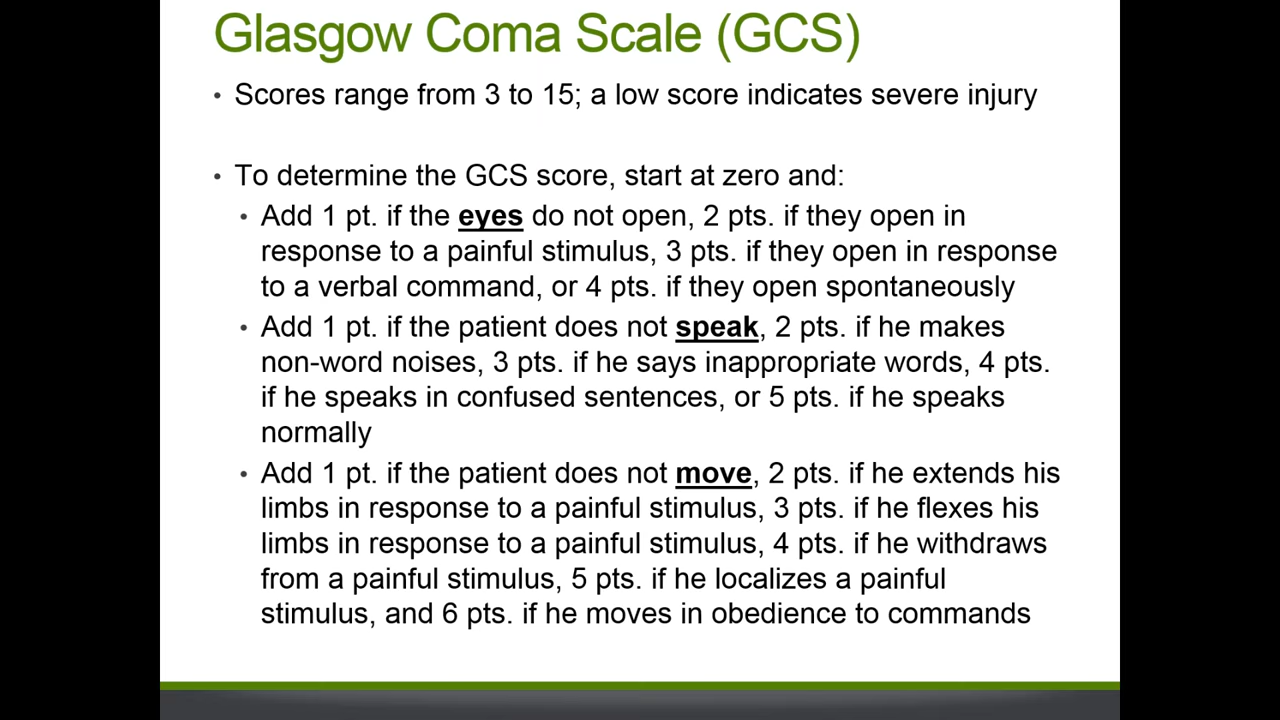 Glasgow Coma Scale (GCS)
• Scores range from 3 to 15; a low score indicates severe injury
• To determine the GCS score, start at zero and:
• Add 1 pt. if the eyes do not open, 2 pts. if they open in
response to a painful stimulus, 3 pts. if they open in response
to a verbal command, or 4 pts. if they open spontaneously
• Add 1 pt. if the patient does not speak, 2 pts. if he makes
non-word noises, 3 pts. if he says inappropriate words, 4 pts.
if he speaks in confused sentences, or 5 pts. if he speaks
normally
• Add 1 pt. if the patient does not move, 2 pts. if he extends his
limbs in response to a painful stimulus, 3 pts. if he flexes his
limbs in response to a painful stimulus, 4 pts. if he withdraws
from a painful stimulus, 5 pts. if he localizes a painful
stimulus, and 6 pts. if he moves in obedience to commands